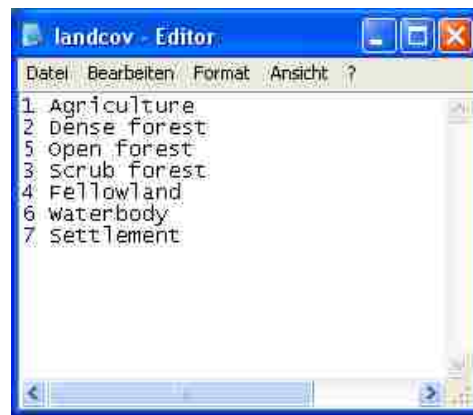 landcov - Editor
Datei Bearbeiten Format Ansicht ?
1 Agriculture
2 Dense forest
5 Open forest
3 Scrub forest
4 Fellowland
6 Waterbody
7 Settlement